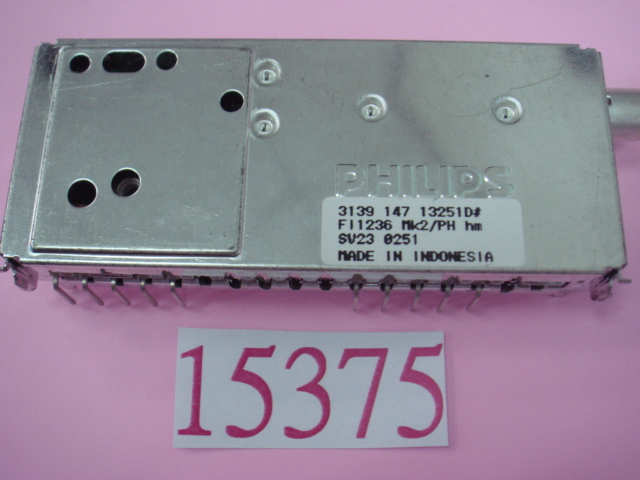 PHILIPS
3139 147 13251D#
FI1236 Mk2/PH hm
SV23 0251
MADE IN INDONESIA
15375